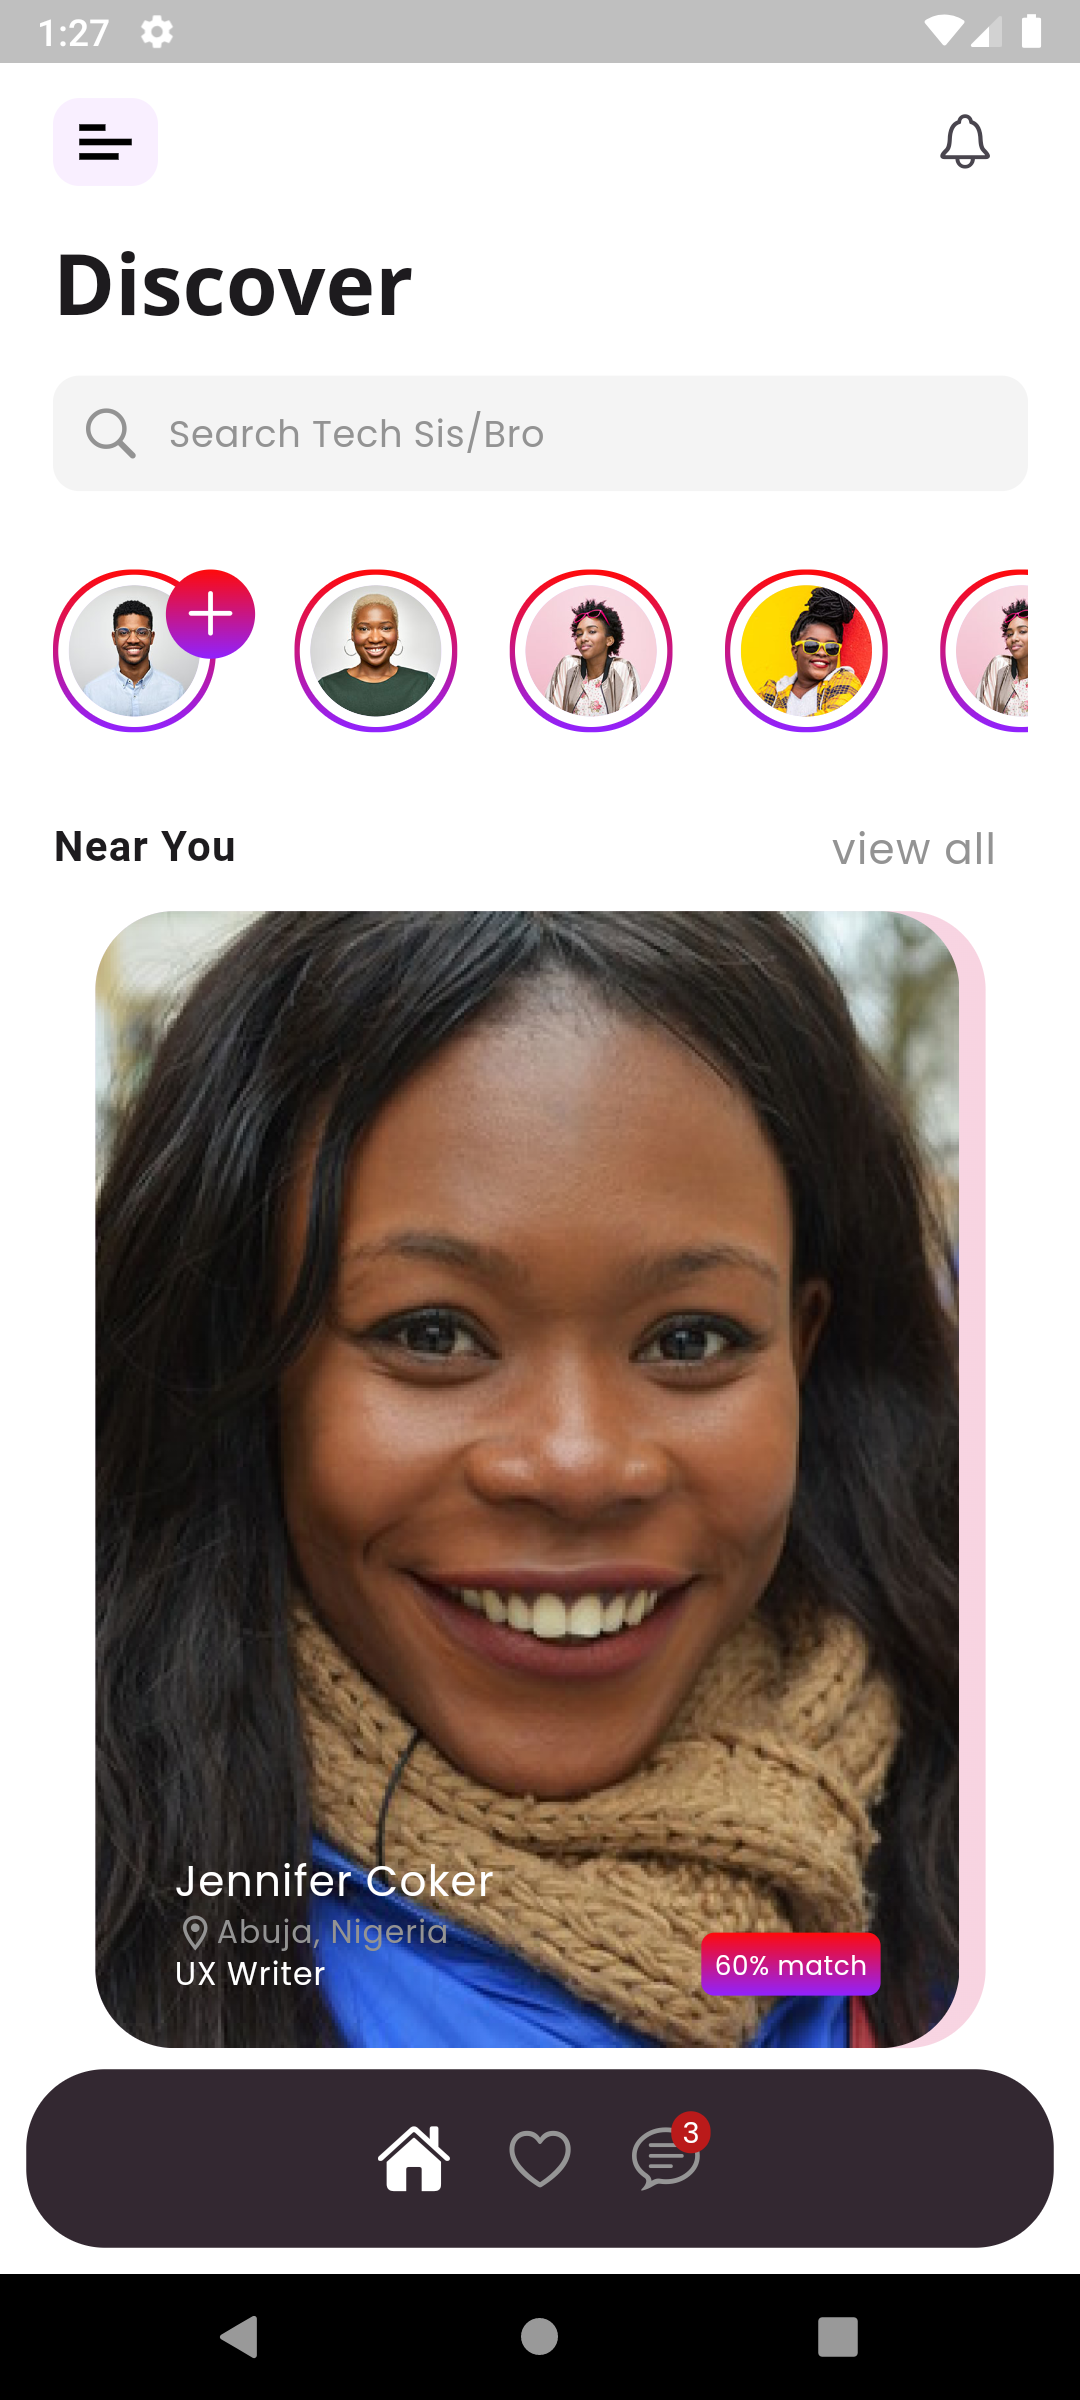 1:27
Discover
Search Tech Sis/Bro
Near You
view all
Jennifer Coker
Abuja, Nigeria
UX Writer
60% match
3